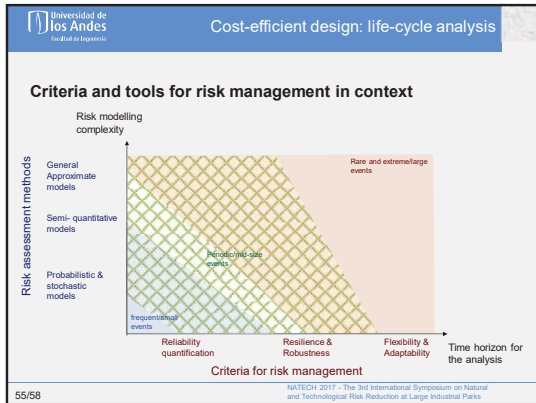 Universidad de
los Andes
Facultad de Ingeniería
Cost-efficient design: life-cycle analysis
Criteria and tools for risk management in context
Risk modelling
complexity
Risk assessment methods
General
Approximate
models
Semi- quantitative
models
Probabilistic &
stochastic
models
Rare and extreme/large
events
Periodic/mid-size
events
frequent/small
events
Reliability
quantification
Resilience &
Robustness
Flexibility &
Adaptability
Time horizon for
the analysis
Criteria for risk management
55/58
NATECH 2017 - The 3rd International Symposium on Natural
and Technological Risk Reduction at Large Industrial Parks